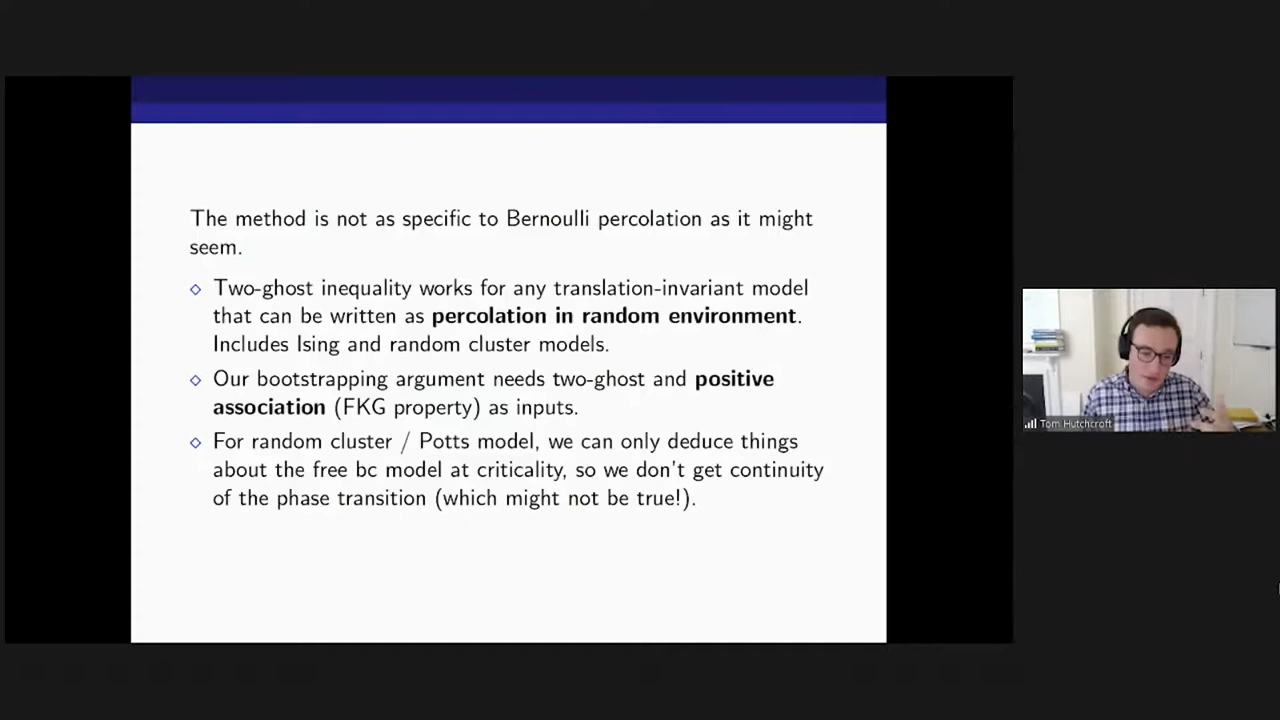 The method is not as specific to Bernoulli percolation as it might
seem.
◇ Two-ghost inequality works for any translation-invariant model
that can be written as percolation in random environment.
Includes Ising and random cluster models.
◇ Our bootstrapping argument needs two-ghost and positive
association (FKG property) as inputs.
◇ For random cluster / Potts model, we can only deduce things
about the free bc model at criticality, so we don't get continuity
of the phase transition (which might not be true!).
Tom Hutchcroft